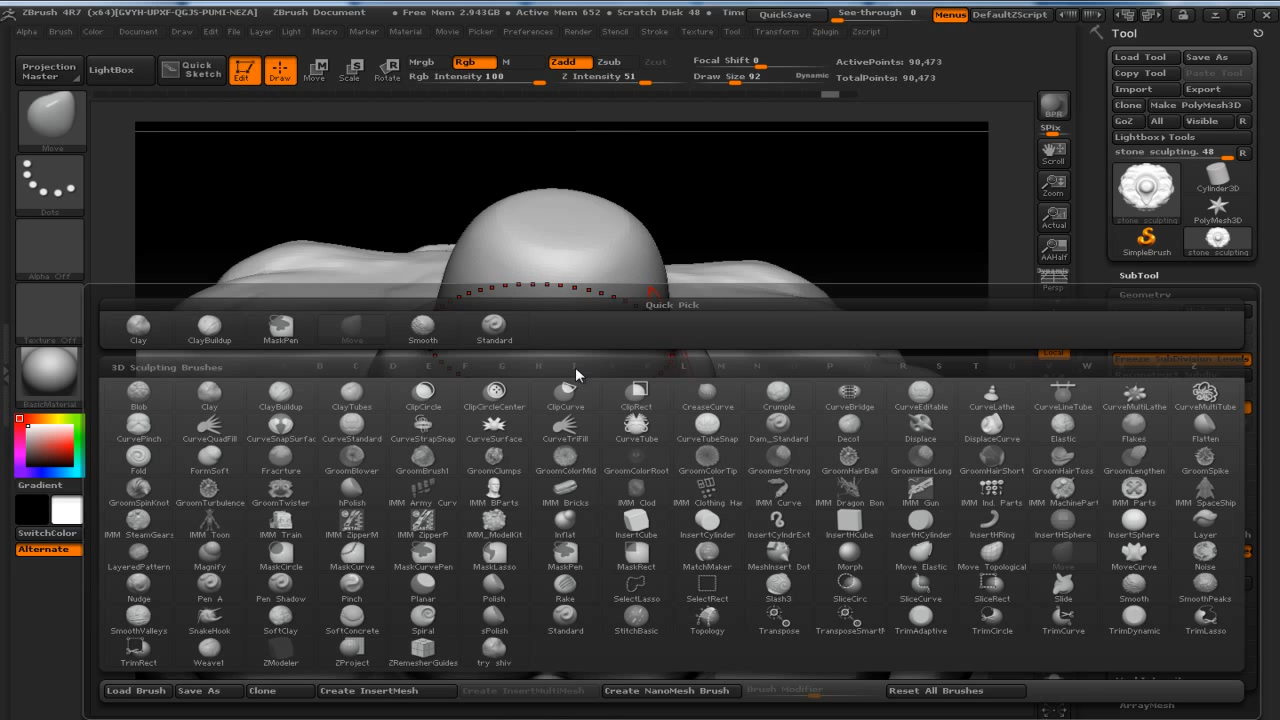 ZBrush 4R7 (x64)[GVYH-UPXF-QGJS-PUMI-NEZA] ZBrush Document • Free Mem 2.943GB • Active Mem 652 • Scratch Disk 48 • QuickSave See-through 0 Menus DefaultZScript
Alpha Brush Color Document Draw Edit File Layer Light Macro Marker Material Movie Picker Preferences Render Stencil Stroke Texture Tool Transform Zplugin Zscript
Tool
Projection Master LightBox Quick Sketch Edit Draw Move Scale Rotate
Mrgb Rgb M Zadd Zsub Zcut Focal Shift 0 ActivePoints: 90,473
Rgb Intensity 100 Z Intensity 51 Draw Size 92 Dynamic TotalPoints: 90,473
Load Tool Save As
Copy Tool Paste Tool
Import Export
Clone Make PolyMesh3D
GoZ All Visible R
Lightbox▸Tools
stone sculpting. 48 R
stone sculpting Cylinder3D
PolyMesh3D
SimpleBrush stone sculpting
SubTool
Geometry
Freeze SubDivision Levels
ArrayMesh
BPR
SPix
Scroll
Zoom
Actual
AAHalf
Dynamic
Persp
Local
Move
Dots
Alpha Off
Texture Off
BasicMaterial
Gradient
SwitchColor
Alternate
Quick Pick
Clay ClayBuildup MaskPen Move Smooth Standard
3D Sculpting Brushes B C D E F G H I L M N P R S T V W Z
Blob Clay ClayBuildup ClayTubes ClipCircle ClipCircleCenter ClipCurve ClipRect CreaseCurve Crumple CurveBridge CurveEditable CurveLathe CurveLineTube CurveMultiLathe CurveMultiTube
CurvePinch CurveQuadFill CurveSnapSurfac CurveStandard CurveStrapSnap CurveSurface CurveTriFill CurveTube CurveTubeSnap Dam_Standard Deco1 Displace DisplaceCurve Elastic Flakes Flatten
Fold FormSoft Fracrture GroomBlower GroomBrush1 GroomClumps GroomColorMid GroomColorRoot GroomColorTip GroomerStrong GroomHairBall GroomHairLong GroomHairShort GroomHairToss GroomLengthen GroomSpike
GroomSpinKnot GroomTurbulence GroomTwister hPolish IMM Army Curv IMM BParts IMM Bricks IMM Clod IMM Clothing Har IMM Curve IMM Dragon Bon IMM Gun IMM Ind. Parts IMM MachinePart IMM Parts IMM SpaceShip
IMM SteamGears IMM Toon IMM Train IMM ZipperM IMM ZipperP IMM_ModelKit Inflat InsertCube InsertCylinder InsertCylndrExt InsertHCube InsertHCylinder InsertHRing InsertHSphere InsertSphere Layer
LayeredPattern Magnify MaskCircle MaskCurve MaskCurvePen MaskLasso MaskPen MaskRect MatchMaker MeshInsert Dot Morph Move Elastic Move Topological Move MoveCurve Noise
Nudge Pen A Pen Shadow Pinch Planar Polish Rake SelectLasso SelectRect Slash3 SliceCirc SliceCurve SliceRect Slide Smooth SmoothPeaks
SmoothValleys SnakeHook SoftClay SoftConcrete Spiral sPolish Standard StitchBasic Topology Transpose TransposeSmartM TrimAdaptive TrimCircle TrimCurve TrimDynamic TrimLasso
TrimRect Weave1 ZModeler ZProject ZRemesherGuides try shiv
Load Brush Save As Clone Create InsertMesh Create InsertMultiMesh Create NanoMesh Brush Brush Modifier Reset All Brushes